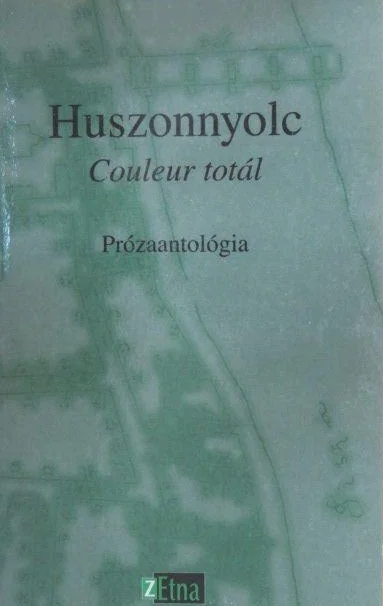 Huszonnyolc
Couleur totál
Prózaantológia
zEtna